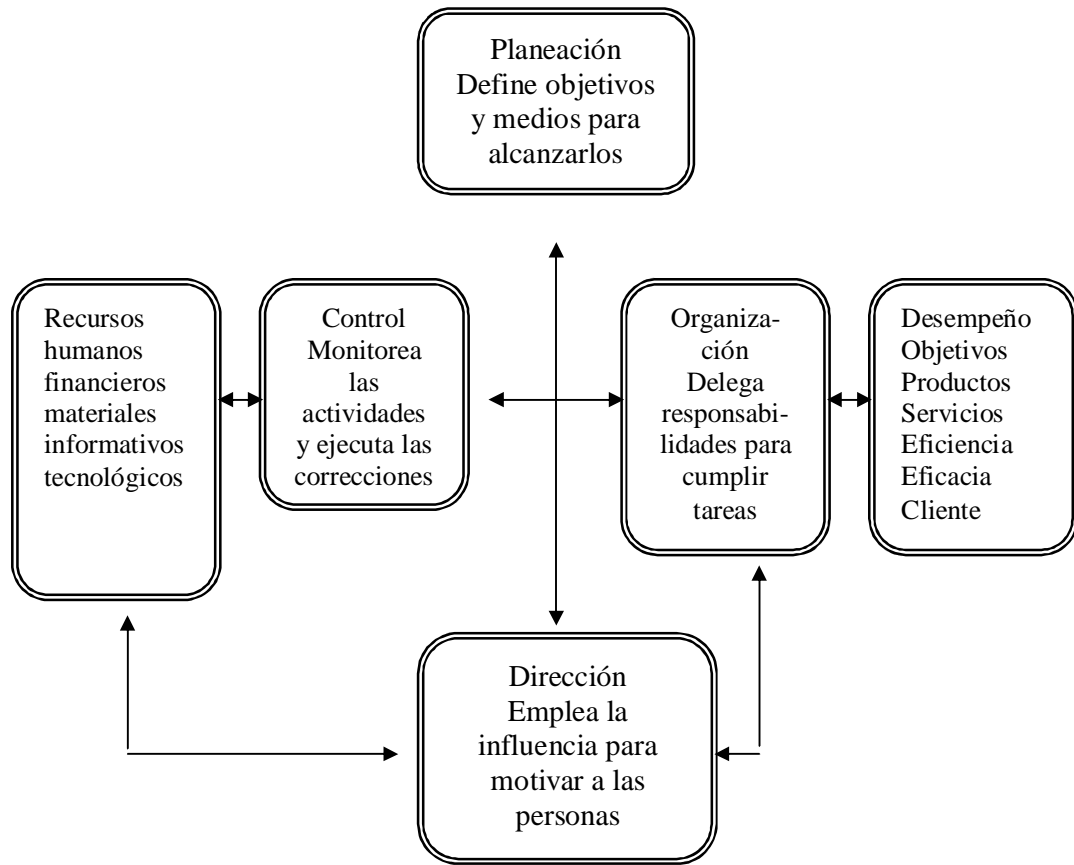 Planeación
Define objetivos
y medios para
alcanzarlos
Recursos
humanos
financieros
materiales
informativos
tecnológicos
Control
Monitorea
las
actividades
y ejecuta las
correcciones
Organiza-
ción
Delega
responsabi-
lidades para
cumplir
tareas
Desempeño
Objetivos
Productos
Servicios
Eficiencia
Eficacia
Cliente
Dirección
Emplea la
influencia para
motivar a las
personas